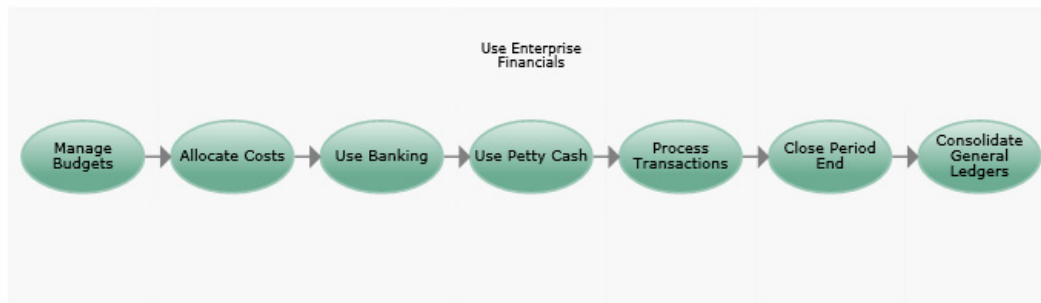 Use Enterprise
Financials
Manage
Budgets
Allocate Costs
Use Banking
Use Petty Cash
Process
Transactions
Close Period
End
Consolidate
General
Ledgers